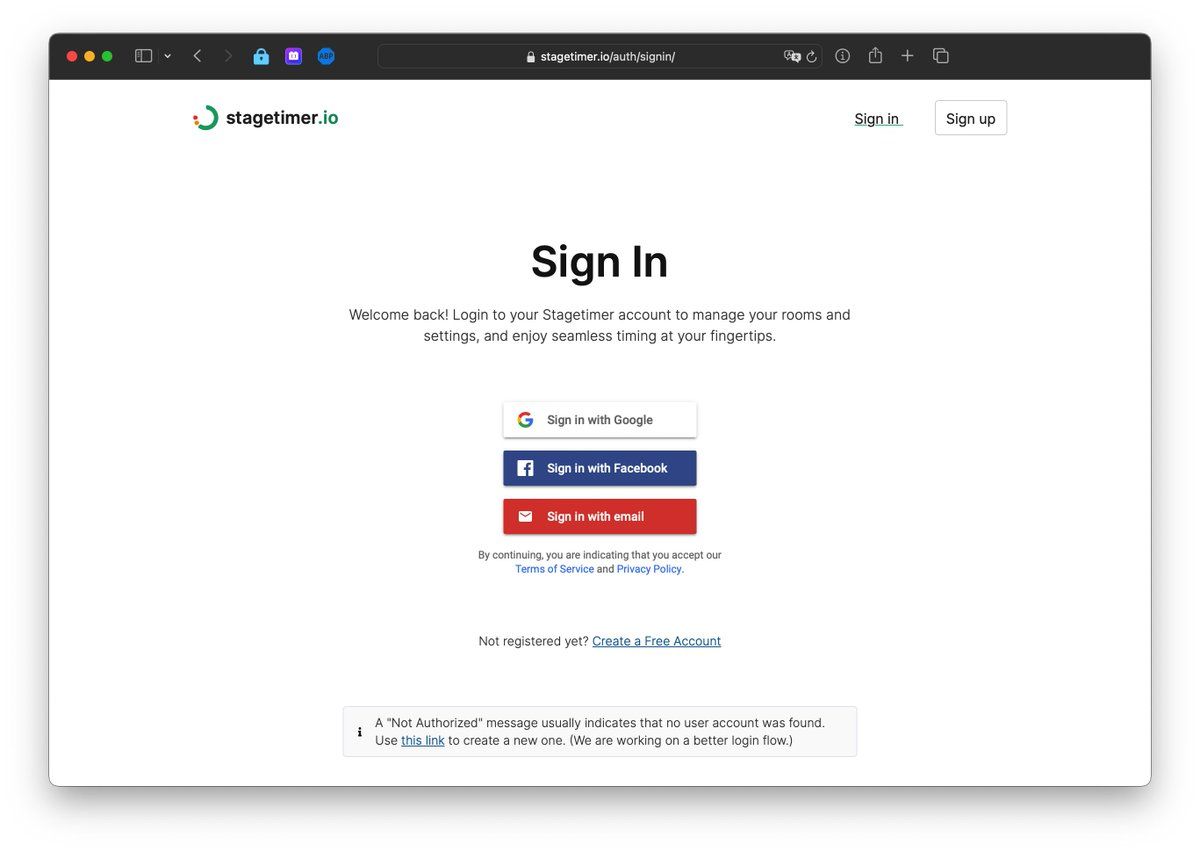 ABP
stagetimer.io/auth/signin/
stagetimer.io
Sign in
Sign up
Sign In
Welcome back! Login to your Stagetimer account to manage your rooms and
settings, and enjoy seamless timing at your fingertips.
Sign in with Google
Sign in with Facebook
Sign in with email
By continuing, you are indicating that you accept our
Terms of Service and Privacy Policy.
Not registered yet? Create a Free Account
A "Not Authorized" message usually indicates that no user account was found.
Use this link to create a new one. (We are working on a better login flow.)